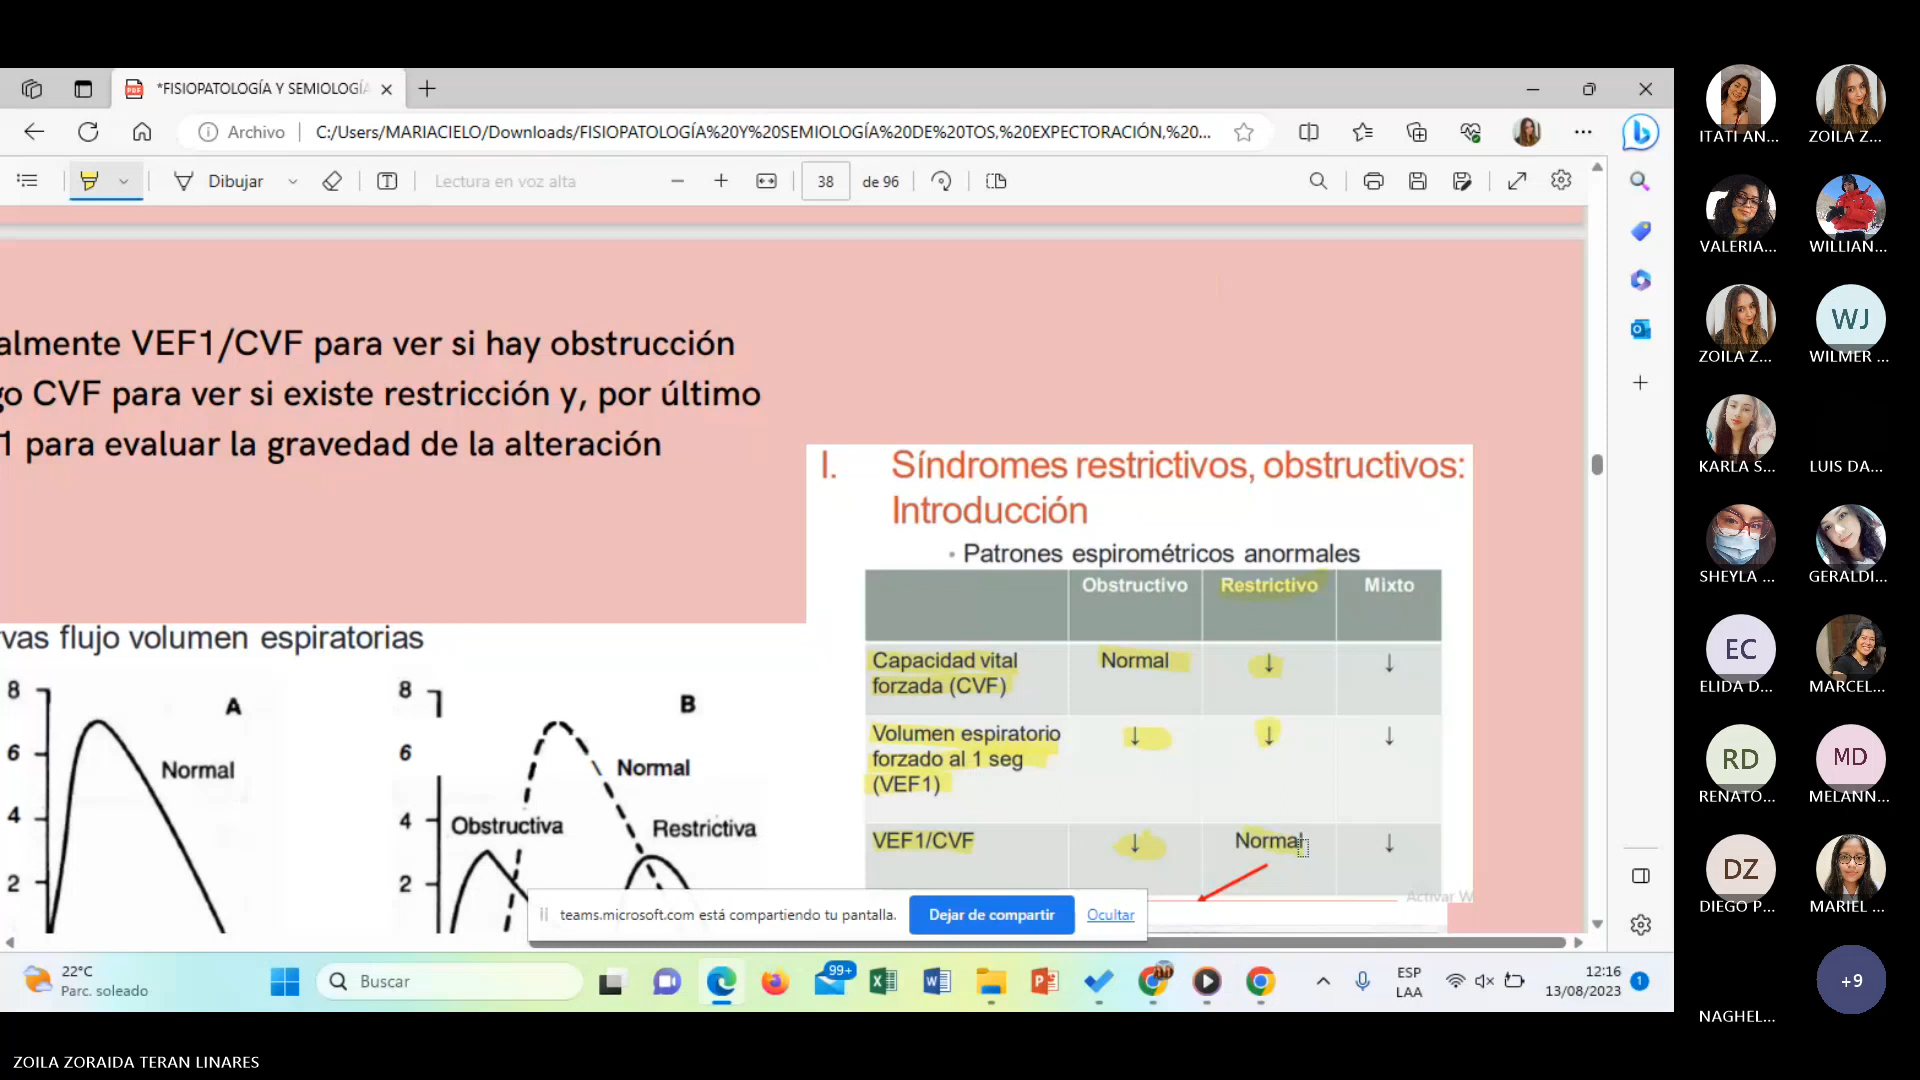 *FISIOPATOLOGÍA Y SEMIOLOGÍA
Archivo
C:/Users/MARIACIELO/Downloads/FISIOPATOLOGÍA%20Y%20SEMIOLOGÍA%20DE%20TOS,%20EXPECTORACIÓN,%20...
Dibujar
Lectura en voz alta
38 de 96
almente VEF1/CVF para ver si hay obstrucción
go CVF para ver si existe restricción y, por último
1 para evaluar la gravedad de la alteración
I. Síndromes restrictivos, obstructivos:
Introducción
• Patrones espirométricos anormales
Obstructivo Restrictivo Mixto
Capacidad vital forzada (CVF) Normal ↓ ↓
Volumen espiratorio forzado al 1 seg (VEF1) ↓ ↓ ↓
VEF1/CVF ↓ Normal ↓
Activar W
vas flujo volumen espiratorias
8 A
6
Normal
4
2
8 B
6
Normal
4
Obstructiva
Restrictiva
2
teams.microsoft.com está compartiendo tu pantalla.
Dejar de compartir
Ocultar
22°C
Parc. soleado
Buscar
99+
ESP
LAA
12:16
13/08/2023
1
ITATI AN...
ZOILA Z...
VALERIA...
WILLIAN...
ZOILA Z...
WJ
WILMER ...
KARLA S...
LUIS DA...
SHEYLA ...
GERALDI...
EC
ELIDA D...
MARCEL...
RD
RENATO...
MD
MELANN...
DZ
DIEGO P...
MARIEL ...
NAGHEL...
+9
ZOILA ZORAIDA TERAN LINARES